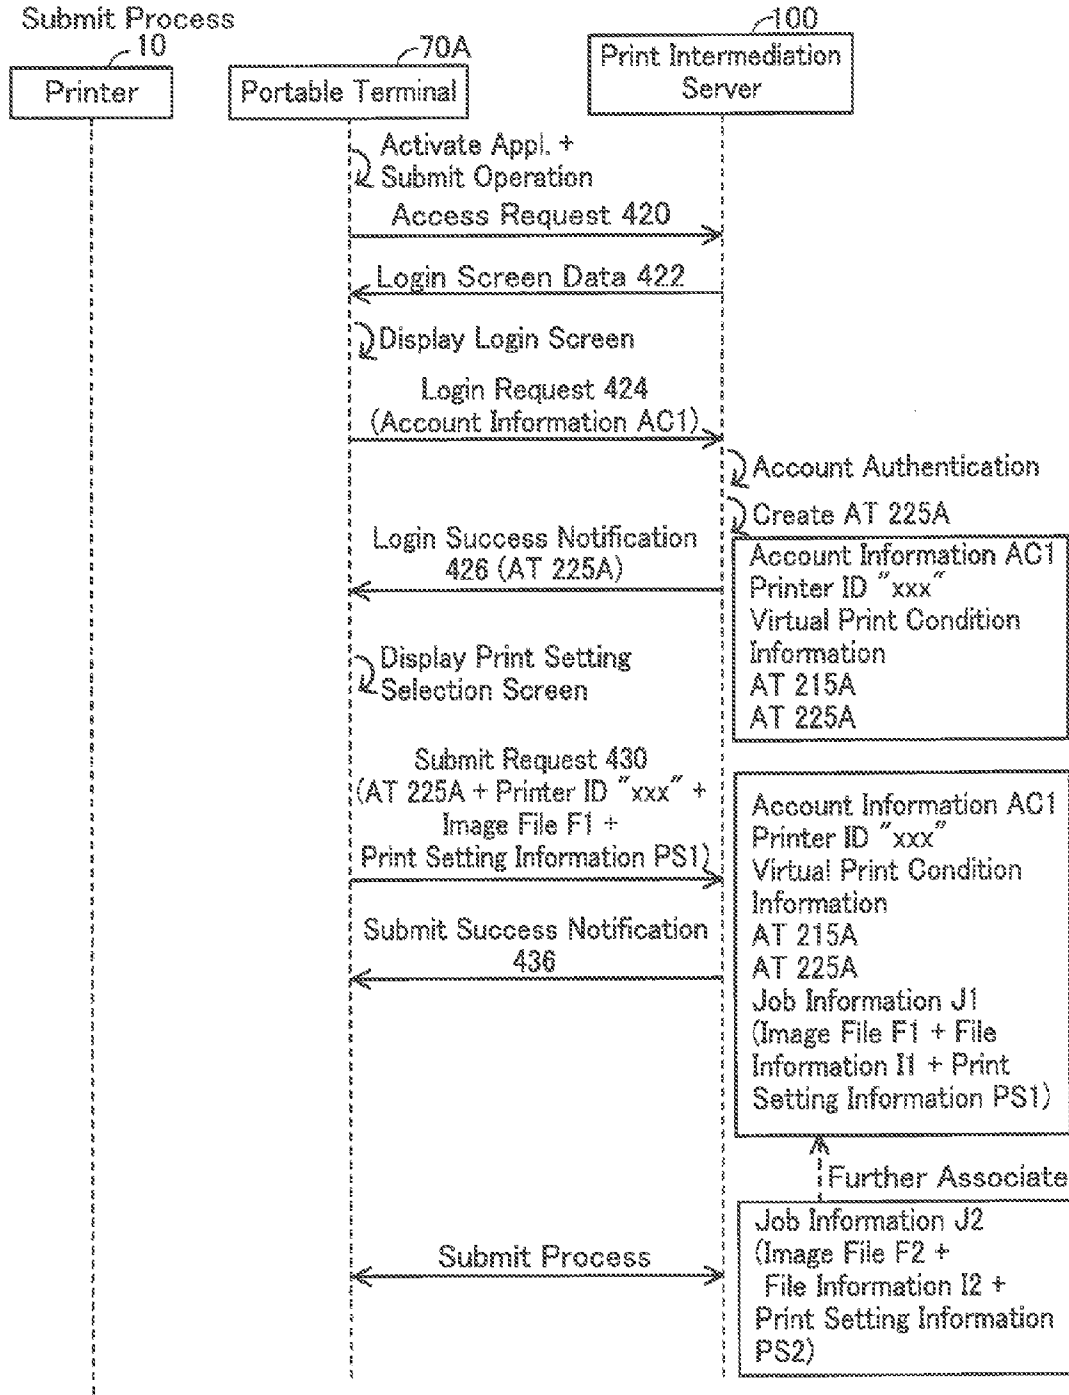 Submit Process
10
70A
100
Printer
Portable Terminal
Print Intermediation
Server
Activate Appl. +
Submit Operation
Access Request 420
Login Screen Data 422
Display Login Screen
Login Request 424
(Account Information AC1)
Account Authentication
Create AT 225A
Login Success Notification
426 (AT 225A)
Account Information AC1
Printer ID "xxx"
Virtual Print Condition
Information
AT 215A
AT 225A
Display Print Setting
Selection Screen
Submit Request 430
(AT 225A + Printer ID "xxx" +
Image File F1 +
Print Setting Information PS1)
Account Information AC1
Printer ID "xxx"
Virtual Print Condition
Information
AT 215A
AT 225A
Job Information J1
(Image File F1 + File
Information I1 + Print
Setting Information PS1)
Submit Success Notification
436
Further Associate
Submit Process
Job Information J2
(Image File F2 +
File Information I2 +
Print Setting Information
PS2)